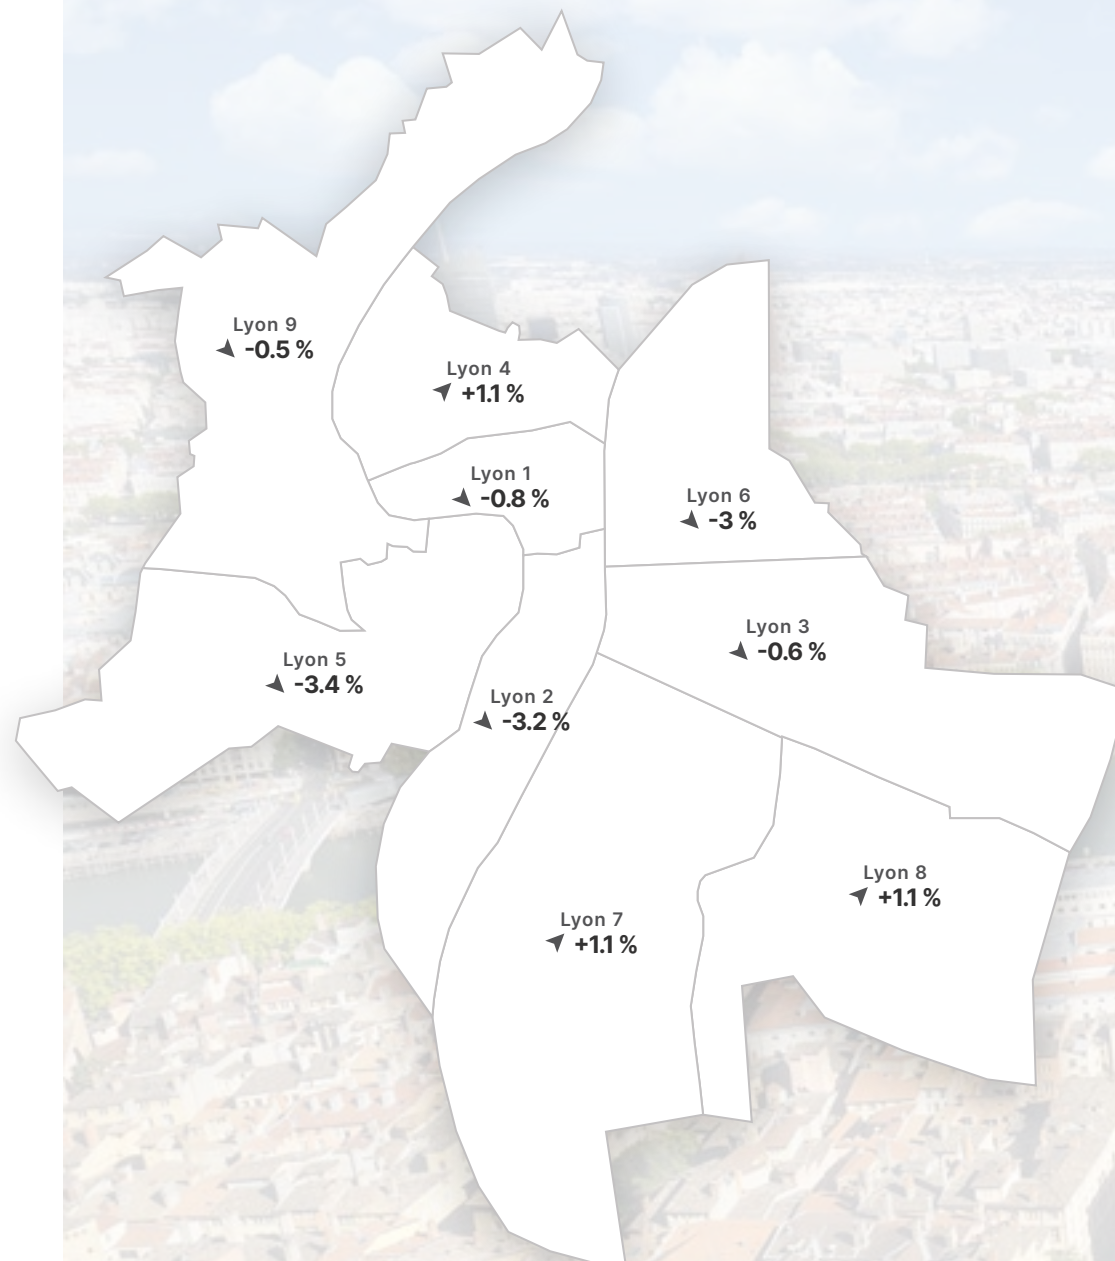 Lyon 9
-0.5 %
Lyon 4
+1.1 %
Lyon 1
-0.8 %
Lyon 6
-3 %
Lyon 3
-0.6 %
Lyon 5
-3.4 %
Lyon 2
-3.2 %
Lyon 8
+1.1 %
Lyon 7
+1.1 %